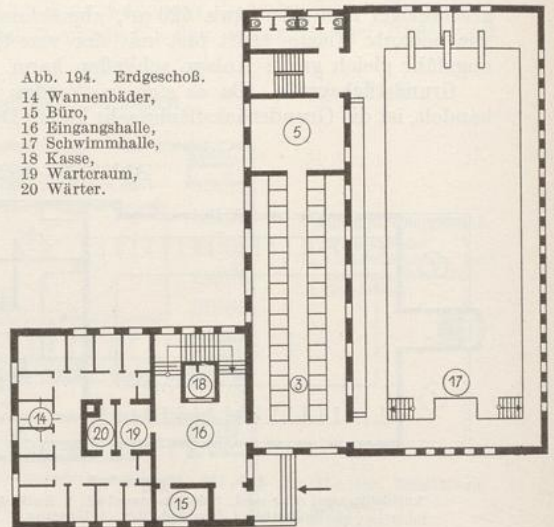 Abb. 194. Erdgeschoß.
14 Wannenbäder,
15 Büro,
16 Eingangshalle,
17 Schwimmhalle,
18 Kasse,
19 Warteraum,
20 Wärter.
5
3
17
18
14
20
19
16
15